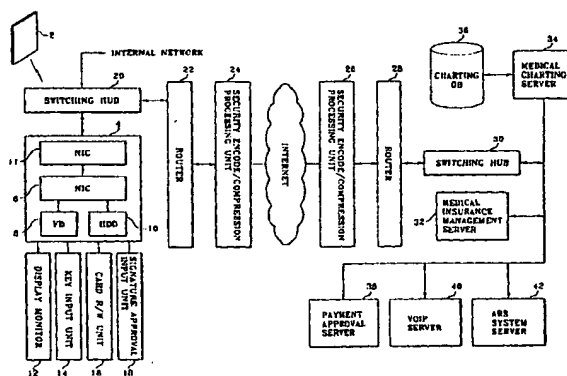 2
INTERNAL NETWORK
20
SWITCHING HUD
4
11
NIC
6
NIC
8
VD
HDD
10
DISPLAY MONITOR
12
KEY INPUT UNIT
14
CARD R/W UNIT
16
SIGNATURE APPROVAL
INPUT UNIT
18
22
ROUTER
24
SECURITY ENCODE/COMPRESSION
PROCESSING UNIT
INTERNET
26
SECURITY ENCODE/COMPRESSION
PROCESSING UNIT
28
ROUTER
36
CHARTING
DB
34
MEDICAL
CHARTING
SERVER
30
SWITCHING HUB
32
MEDICAL
INSURANCE
MANAGEMENT
SERVER
38
PAYMENT
APPROVAL
SERVER
40
VOIP
SERVER
42
ARS
SYSTEM
SERVER